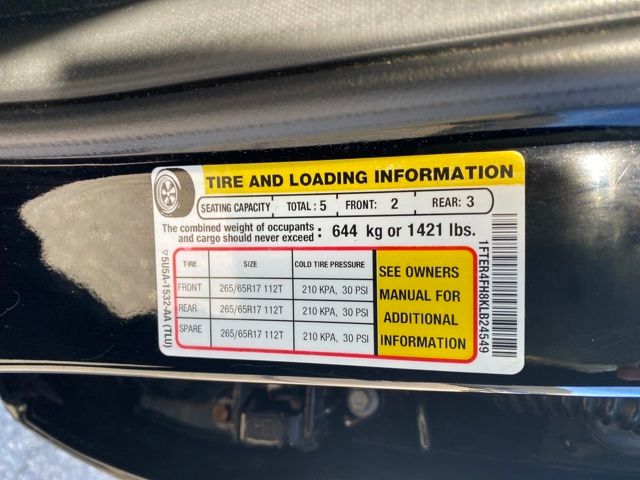 TIRE AND LOADING INFORMATION
SEATING CAPACITY TOTAL: 5 FRONT: 2 REAR: 3
The combined weight of occupants
and cargo should never exceed : 644 kg or 1421 lbs.
TIRE SIZE COLD TIRE PRESSURE
FRONT 265/65R17 112T 210 KPA, 30 PSI
REAR 265/65R17 112T 210 KPA, 30 PSI
SPARE 265/65R17 112T 210 KPA, 30 PSI
SEE OWNERS
MANUAL FOR
ADDITIONAL
INFORMATION
5U5A-1532-AA (TLU)
1FTER4FH8KLB24549